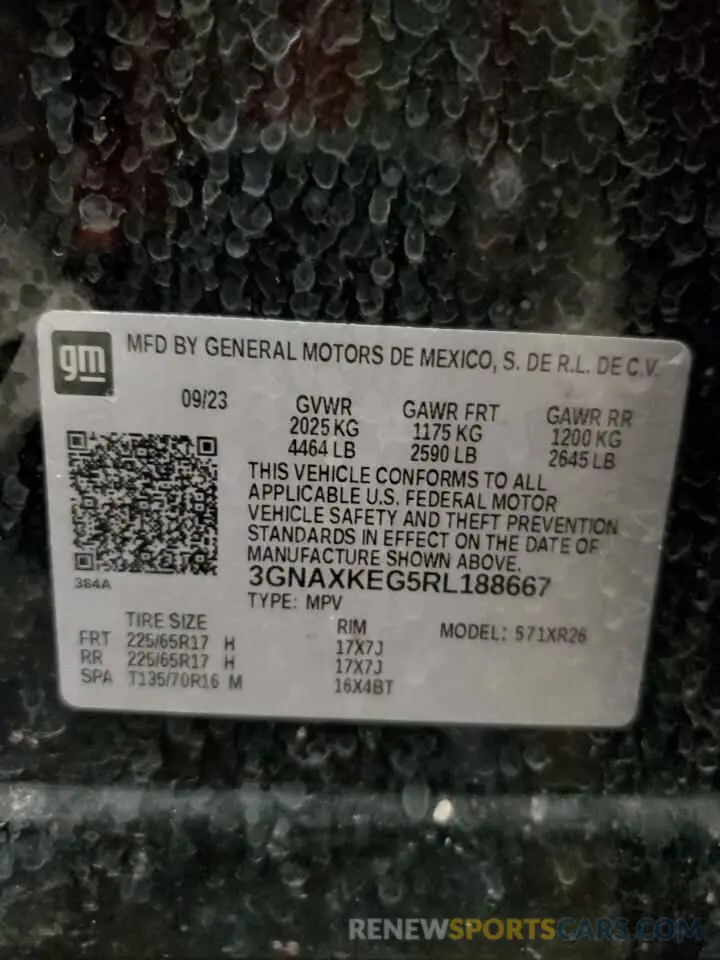 gm
MFD BY GENERAL MOTORS DE MEXICO, S. DE R.L. DE C.V.
09/23
GVWR GAWR FRT GAWR RR
2025 KG 1175 KG 1200 KG
4464 LB 2590 LB 2645 LB
THIS VEHICLE CONFORMS TO ALL
APPLICABLE U.S. FEDERAL MOTOR
VEHICLE SAFETY AND THEFT PREVENTION
STANDARDS IN EFFECT ON THE DATE OF
MANUFACTURE SHOWN ABOVE.
384A
3GNAXKEG5RL188667
TYPE: MPV
TIRE SIZE RIM MODEL: 571XR26
FRT 225/65R17 H 17X7J
RR 225/65R17 H 17X7J
SPA T135/70R16 M 16X4BT
RENEWSPORTSCARS.COM